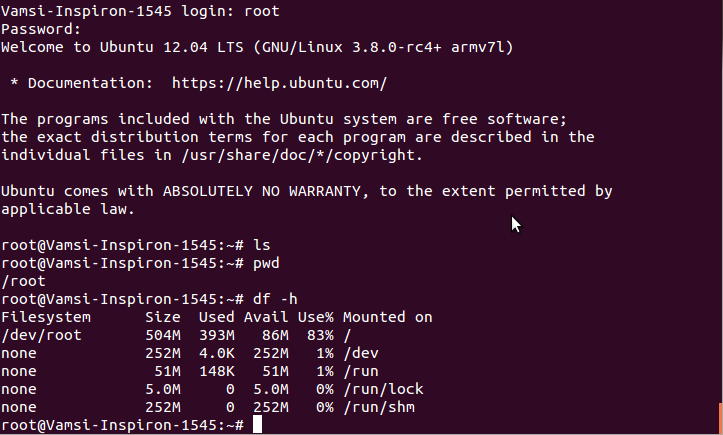 Vamsi-Inspiron-1545 login: root
Password:
Welcome to Ubuntu 12.04 LTS (GNU/Linux 3.8.0-rc4+ armv7l)
 * Documentation:  https://help.ubuntu.com/
The programs included with the Ubuntu system are free software;
the exact distribution terms for each program are described in the
individual files in /usr/share/doc/*/copyright.
Ubuntu comes with ABSOLUTELY NO WARRANTY, to the extent permitted by
applicable law.
root@Vamsi-Inspiron-1545:~# ls
root@Vamsi-Inspiron-1545:~# pwd
/root
root@Vamsi-Inspiron-1545:~# df -h
Filesystem      Size  Used Avail Use% Mounted on
/dev/root       504M  393M   86M  83% /
none            252M  4.0K  252M   1% /dev
none             51M  148K   51M   1% /run
none            5.0M     0  5.0M   0% /run/lock
none            252M     0  252M   0% /run/shm
root@Vamsi-Inspiron-1545:~#